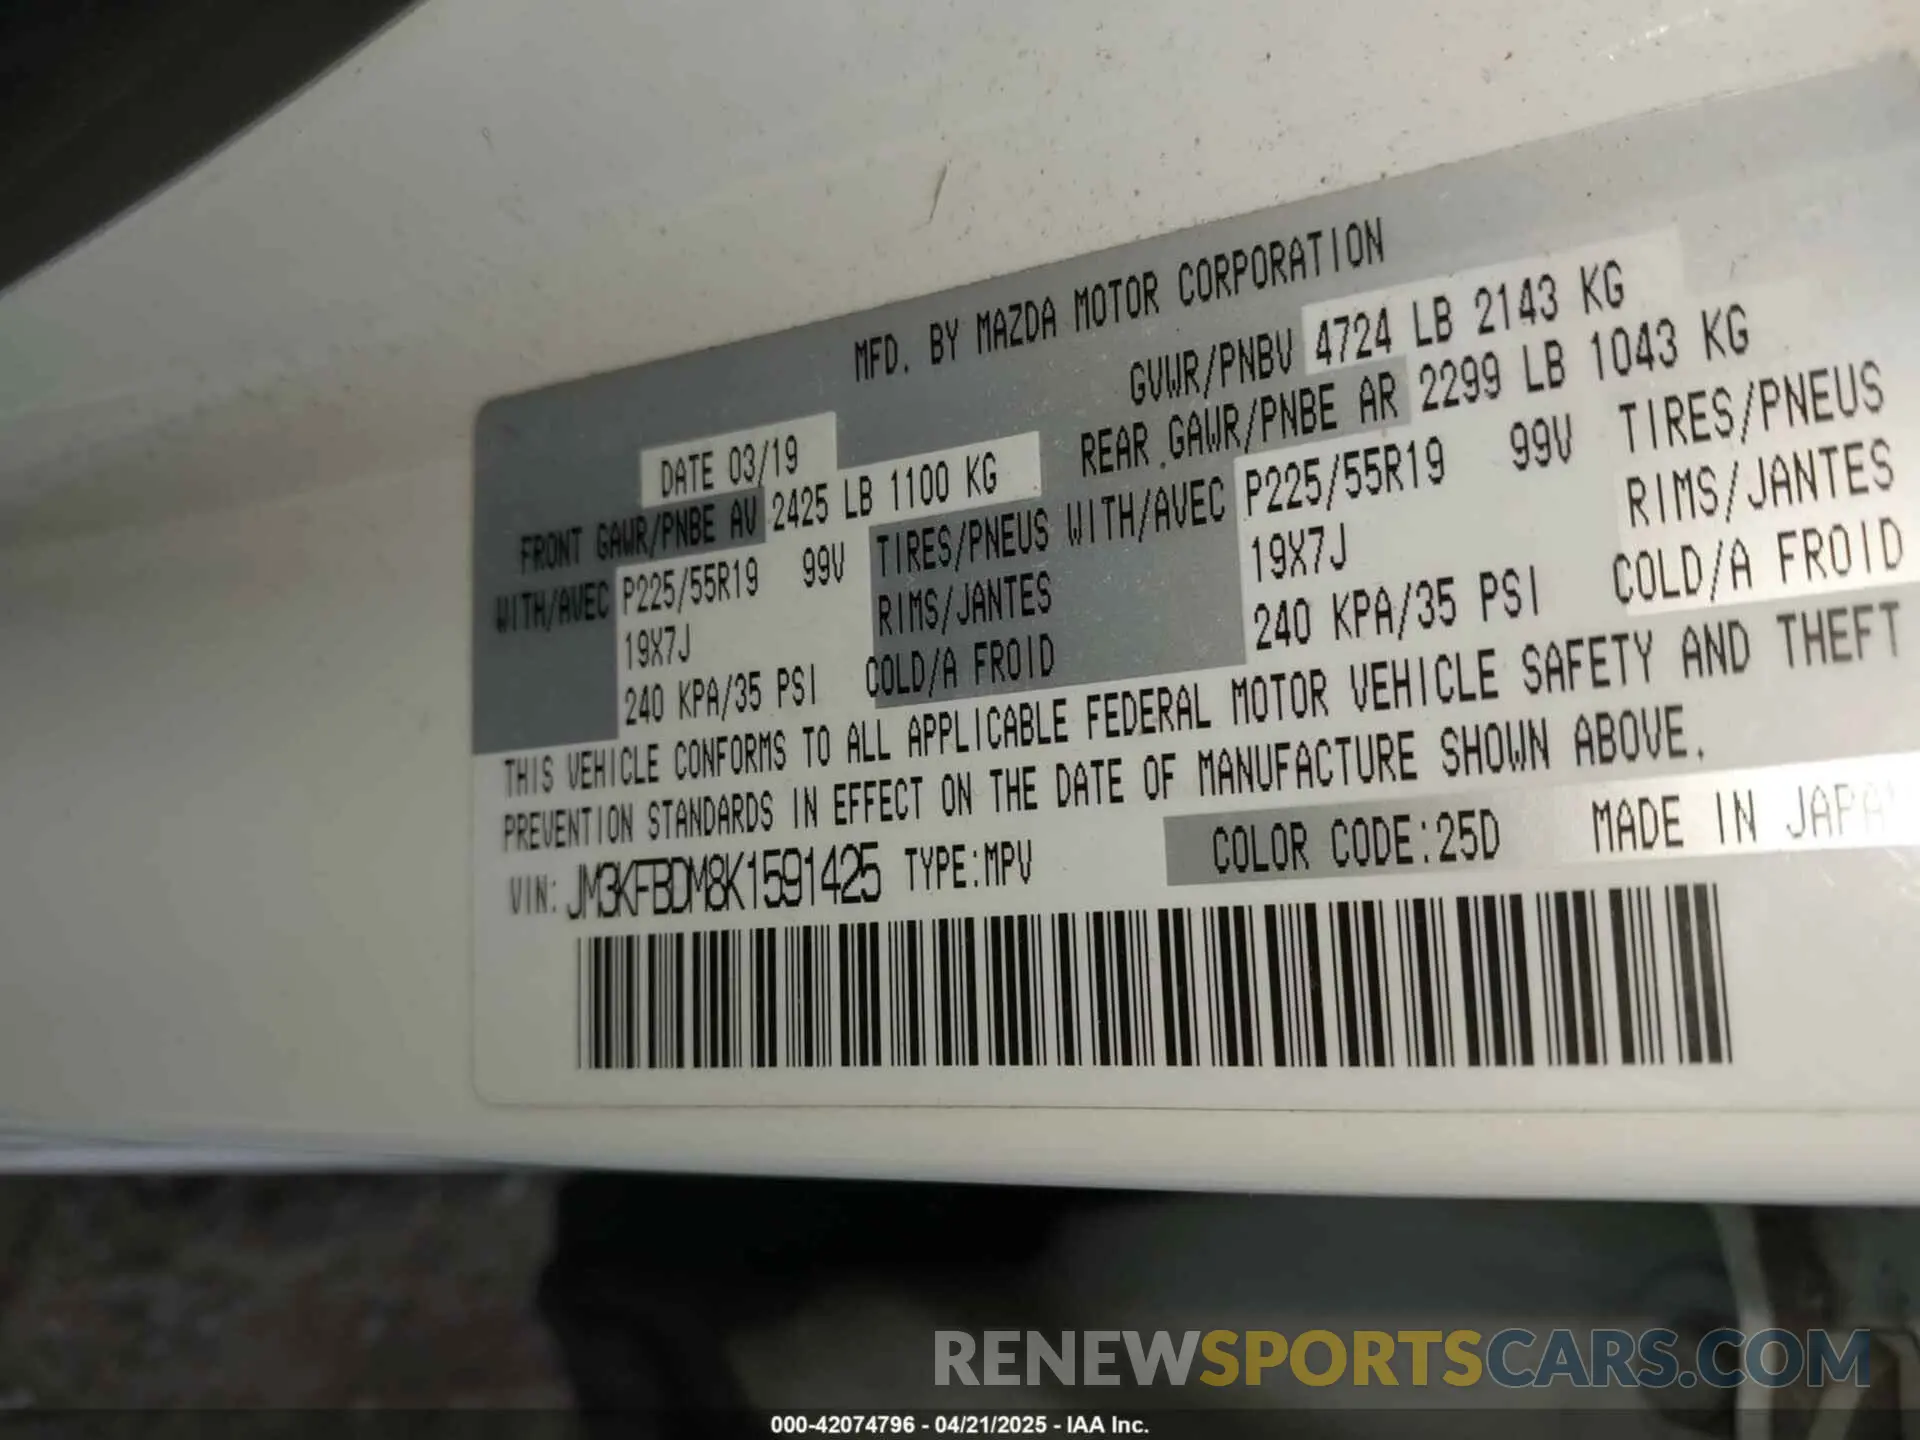 MFD. BY MAZDA MOTOR CORPORATION
DATE 03/19 GVWR/PNBV 4724 LB 2143 KG
FRONT GAWR/PNBE AV 2425 LB 1100 KG REAR GAWR/PNBE AR 2299 LB 1043 KG
WITH/AVEC P225/55R19 99V TIRES/PNEUS WITH/AVEC P225/55R19 99V TIRES/PNEUS
19X7J RIMS/JANTES 19X7J RIMS/JANTES
240 KPA/35 PSI COLD/A FROID 240 KPA/35 PSI COLD/A FROID
THIS VEHICLE CONFORMS TO ALL APPLICABLE FEDERAL MOTOR VEHICLE SAFETY AND THEFT
PREVENTION STANDARDS IN EFFECT ON THE DATE OF MANUFACTURE SHOWN ABOVE.
VIN: JM3KFBDM8K1591425 TYPE:MPV COLOR CODE:25D MADE IN JAPAN
RENEWSPORTSCARS.COM
000-42074796 - 04/21/2025 - IAA Inc.